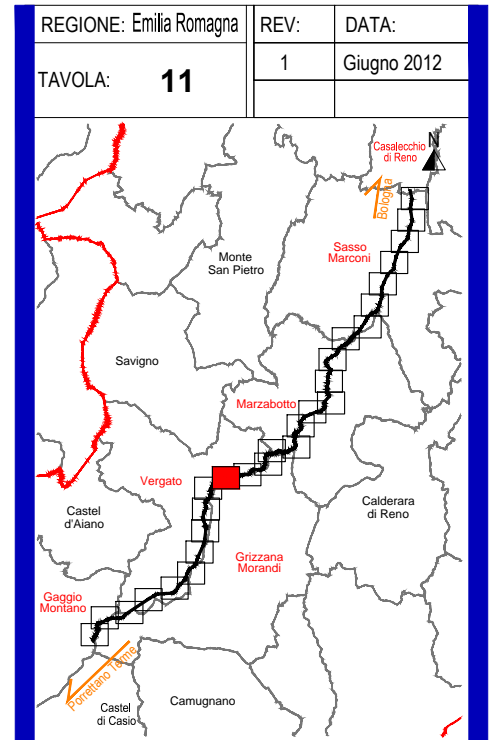 REGIONE: Emilia Romagna
REV:
DATA:
TAVOLA: 11
1
Giugno 2012
Casalecchio
di Reno
N
Bologna
Sasso
Marconi
Monte
San Pietro
Savigno
Marzabotto
Vergato
Castel
d'Aiano
Calderara
di Reno
Grizzana
Morandi
Gaggio
Montano
Porrettano Terme
Castel
di Casio
Camugnano